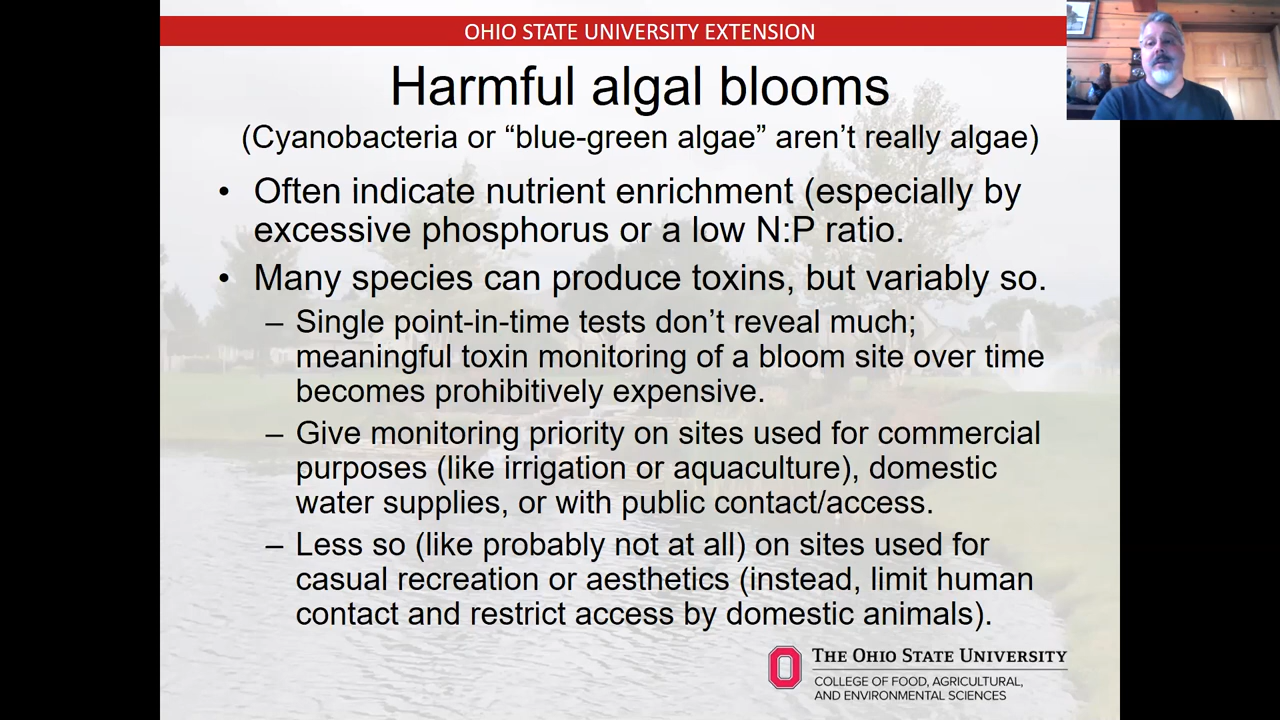 OHIO STATE UNIVERSITY EXTENSION
Harmful algal blooms
(Cyanobacteria or “blue-green algae” aren’t really algae)
• Often indicate nutrient enrichment (especially by
excessive phosphorus or a low N:P ratio.
• Many species can produce toxins, but variably so.
– Single point-in-time tests don’t reveal much;
meaningful toxin monitoring of a bloom site over time
becomes prohibitively expensive.
– Give monitoring priority on sites used for commercial
purposes (like irrigation or aquaculture), domestic
water supplies, or with public contact/access.
– Less so (like probably not at all) on sites used for
casual recreation or aesthetics (instead, limit human
contact and restrict access by domestic animals).
THE OHIO STATE UNIVERSITY
COLLEGE OF FOOD, AGRICULTURAL,
AND ENVIRONMENTAL SCIENCES